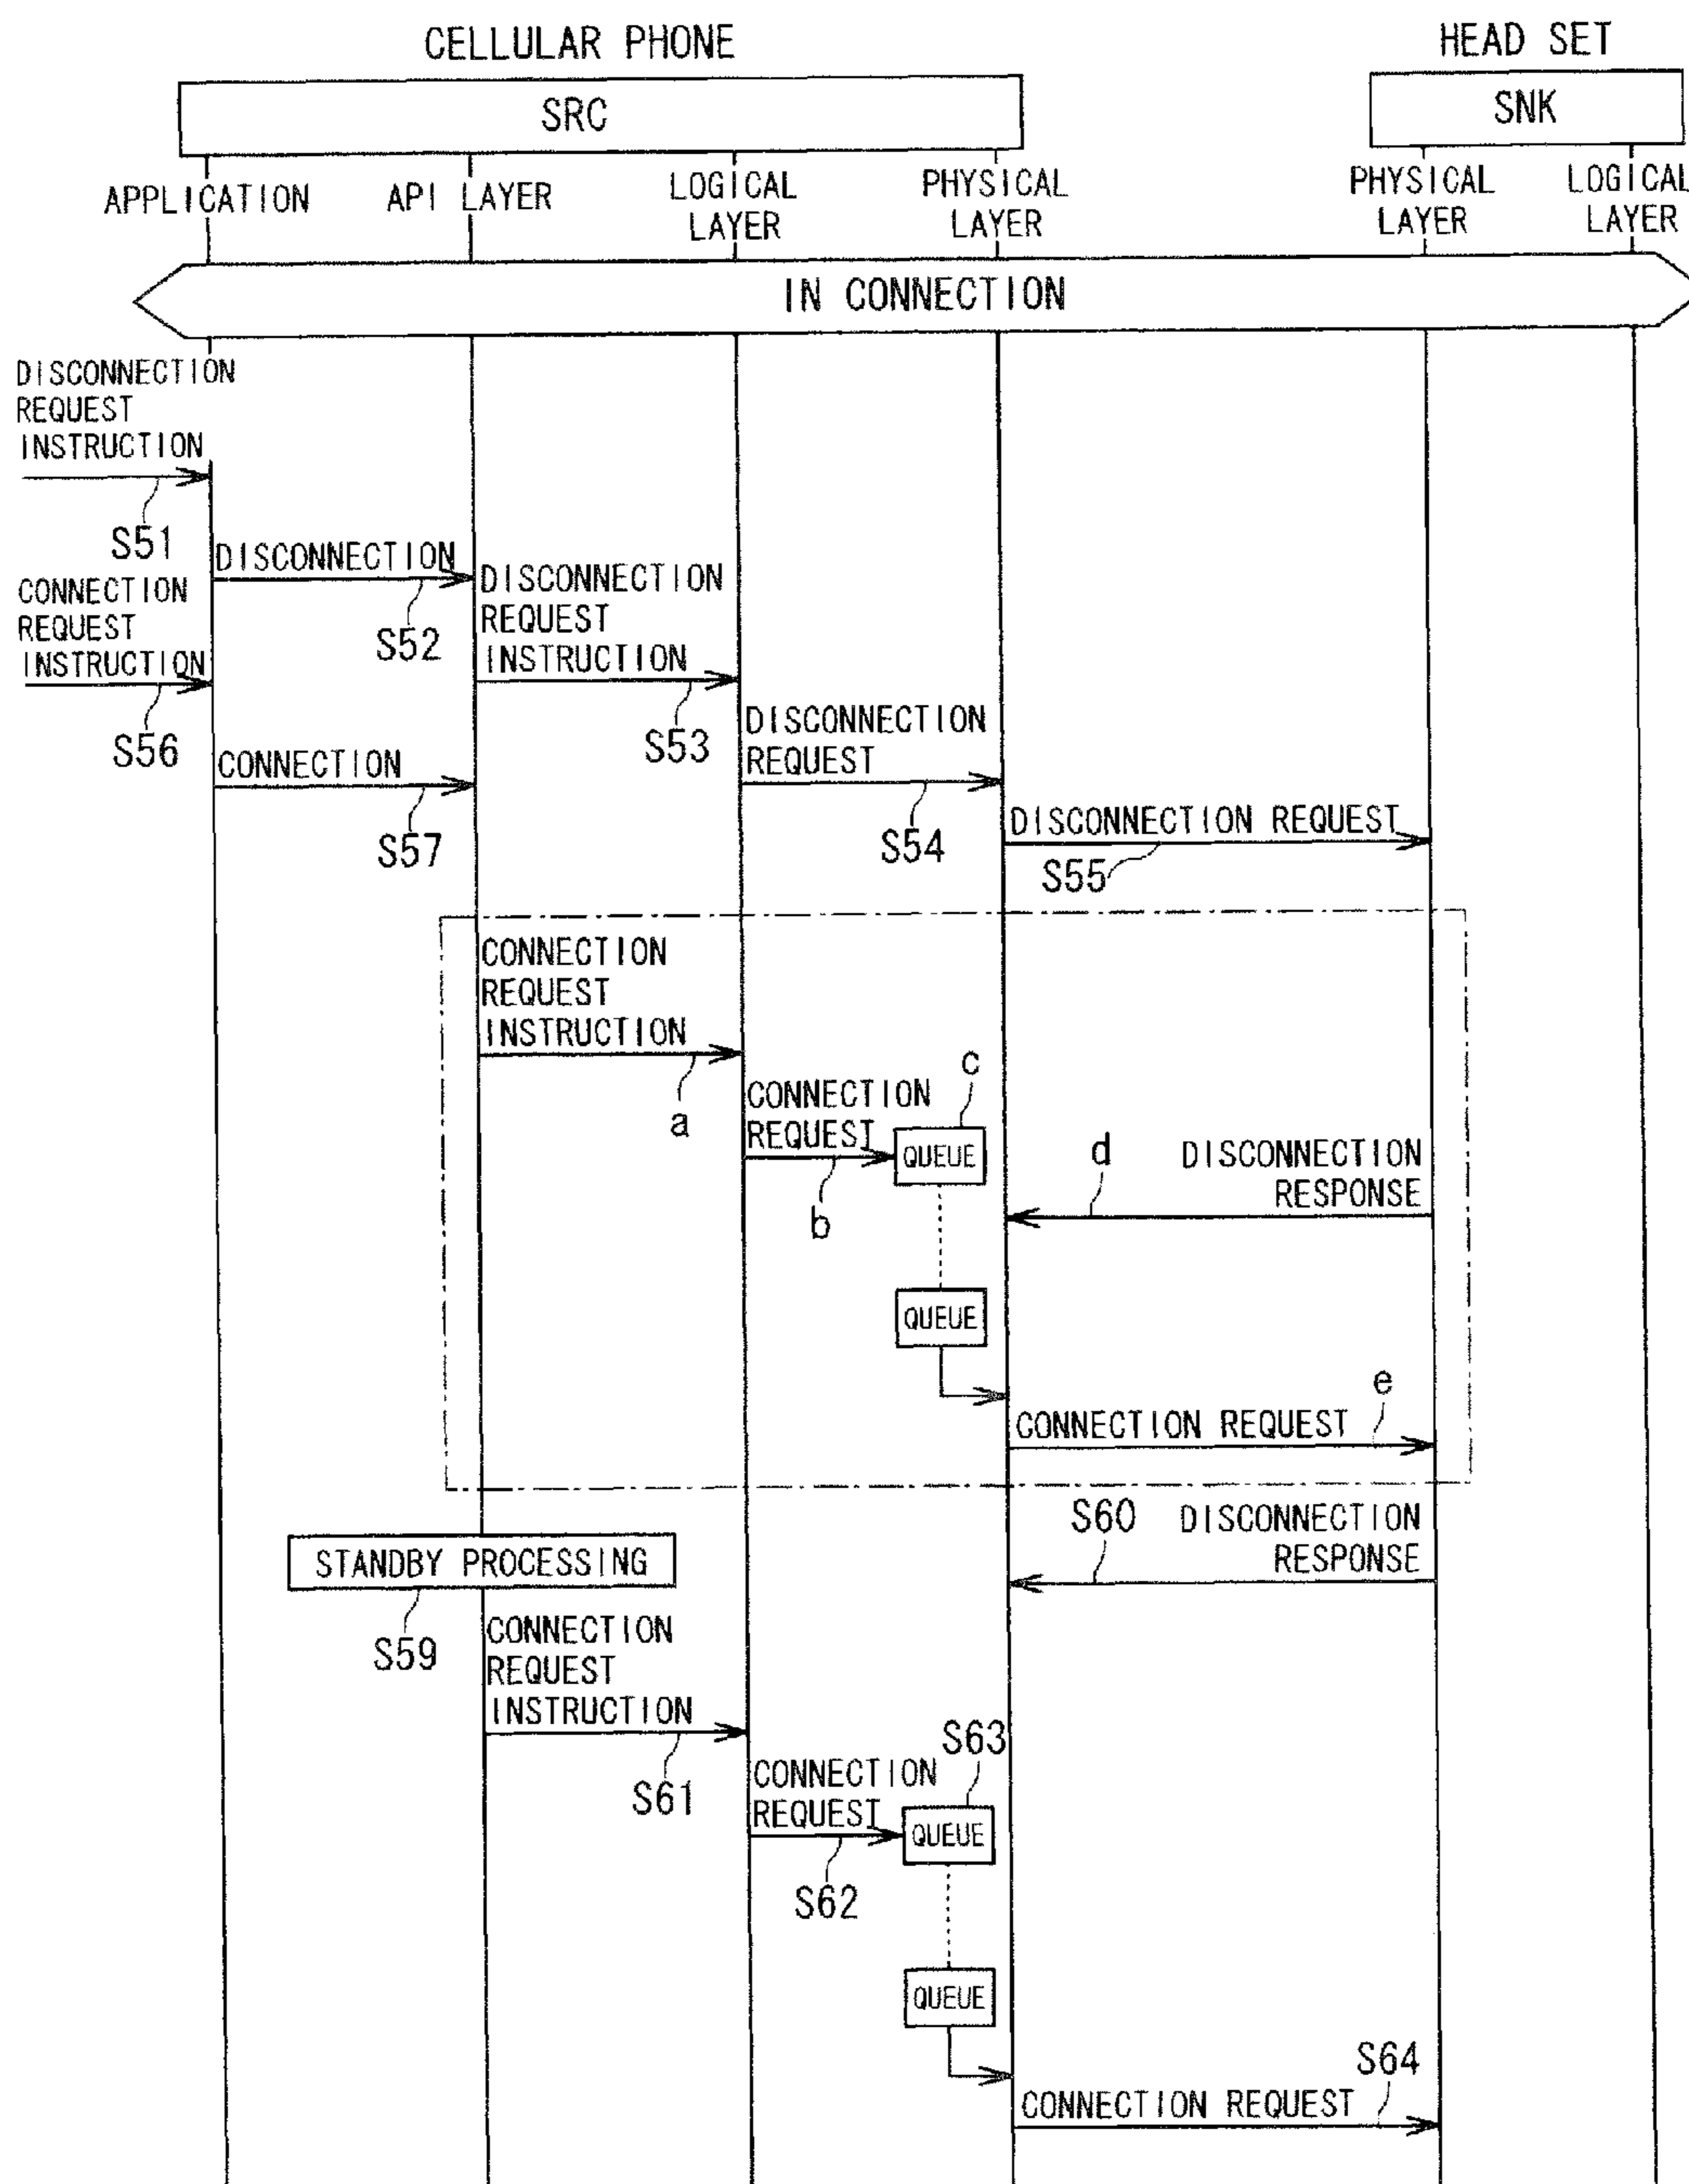 CELLULAR PHONE
HEAD SET
SRC
SNK
APPLICATION
API LAYER
LOGICAL
LAYER
PHYSICAL
LAYER
PHYSICAL
LAYER
LOGICAL
LAYER
IN CONNECTION
DISCONNECTION
REQUEST
INSTRUCTION
S51
DISCONNECTION
S52
DISCONNECTION
REQUEST
INSTRUCTION
S53
CONNECTION
REQUEST
INSTRUCTION
S56
DISCONNECTION
REQUEST
S54
CONNECTION
S57
DISCONNECTION REQUEST
S55
CONNECTION
REQUEST
INSTRUCTION
a
CONNECTION
REQUEST
b
c
QUEUE
d
DISCONNECTION
RESPONSE
QUEUE
e
CONNECTION REQUEST
S60
DISCONNECTION
RESPONSE
STANDBY PROCESSING
S59
CONNECTION
REQUEST
INSTRUCTION
S61
CONNECTION
REQUEST
S62
S63
QUEUE
QUEUE
S64
CONNECTION REQUEST